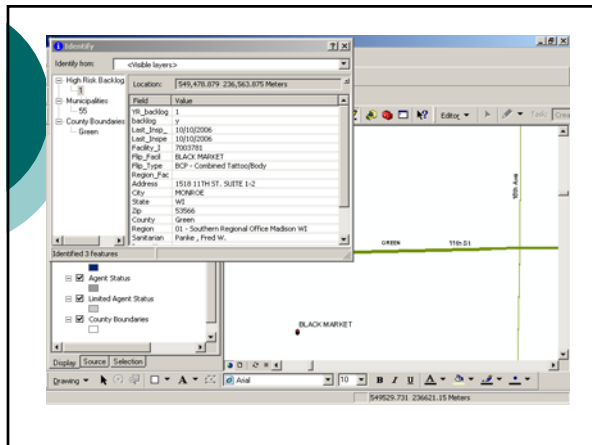 Identify
Identify from: <Visible layers>
High Risk Backlog
1
Municipalities
55
County Boundaries
Green
Location: 549,478.879 236,563.875 Meters
Field Value
YR_backlog 1
backlog y
Last_Insp_ 10/10/2006
Last_Inspe 10/10/2006
Facility_I 7003781
Flip_Facil BLACK MARKET
Flip_Type BCP - Combined Tattoo/Body
Region_Fac
Address 1518 11TH ST. SUITE 1-2
City MONROE
State WI
Zip 53566
County Green
Region 01 - Southern Regional Office Madison WI
Sanitarian Panke , Fred W.
Identified 3 features
Editor Task: Crea
GREEN 11th St
BLACK MARKET
Agent Status
Limited Agent Status
County Boundaries
Display Source Selection
Drawing A Arial 10 B I U A
549529.731 236621.15 Meters